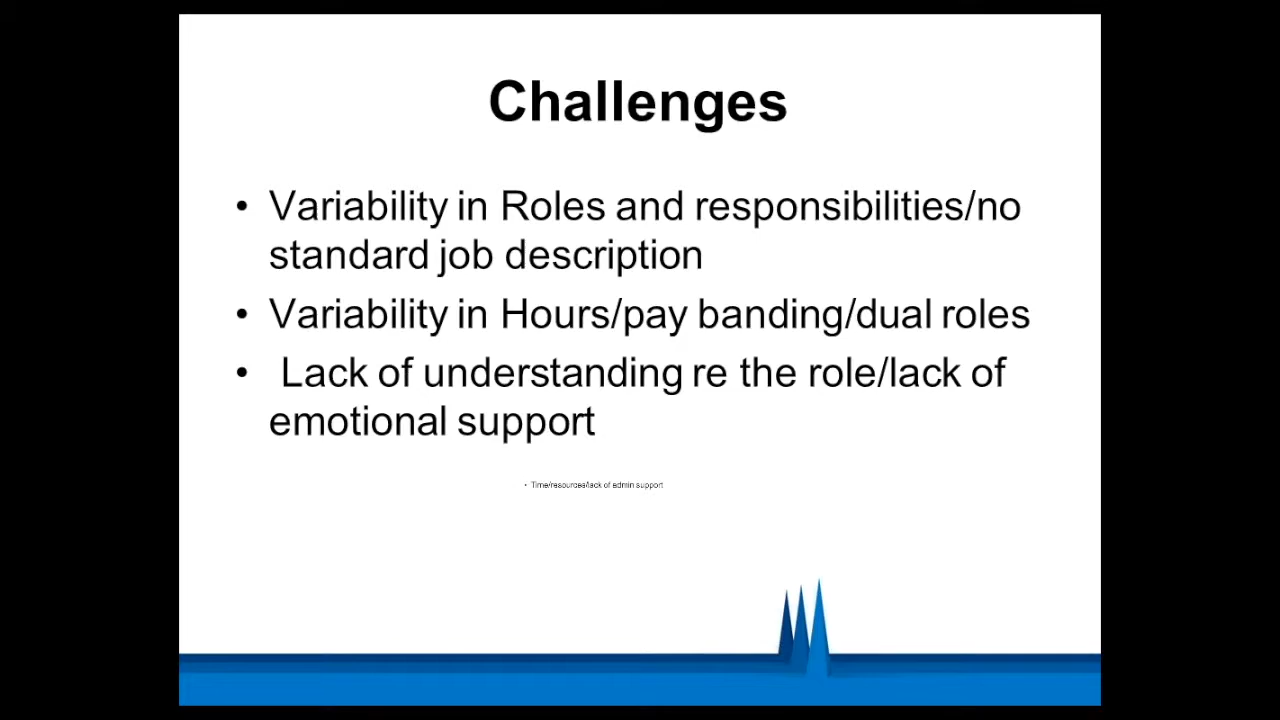 Challenges
• Variability in Roles and responsibilities/no
standard job description
• Variability in Hours/pay banding/dual roles
• Lack of understanding re the role/lack of
emotional support
• Time/resources/lack of admin support